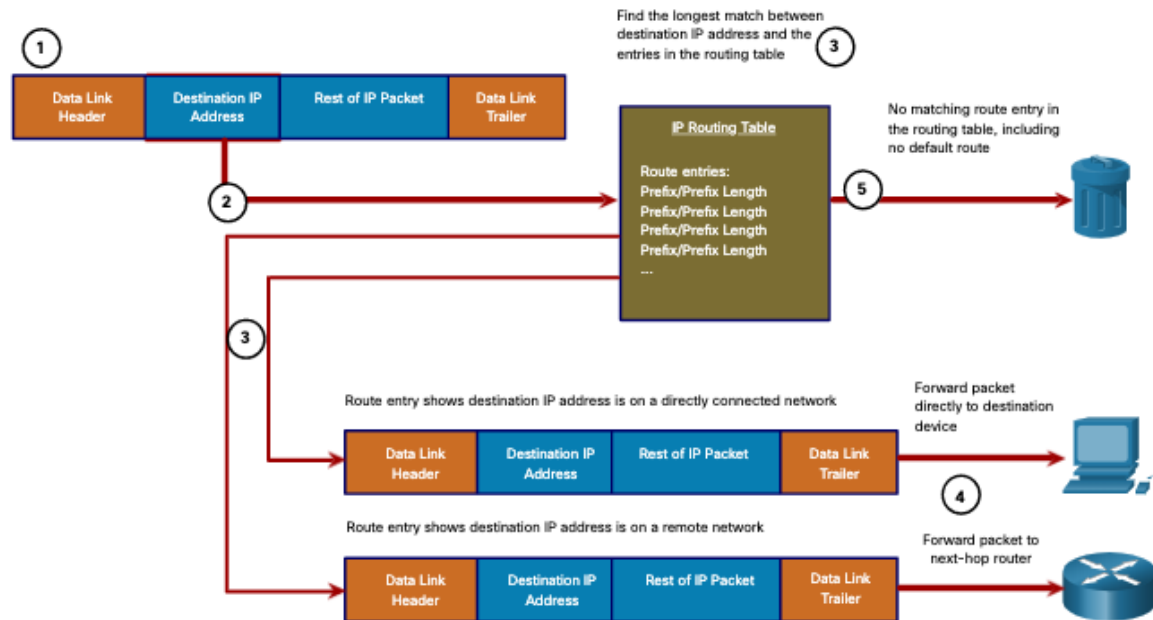 1
Data Link
Header
Destination IP
Address
Rest of IP Packet
Data Link
Trailer
2
Find the longest match between
destination IP address and the
entries in the routing table
3
IP Routing Table
Route entries:
Prefix/Prefix Length
Prefix/Prefix Length
Prefix/Prefix Length
Prefix/Prefix Length
...
5
No matching route entry in
the routing table, including
no default route
3
Route entry shows destination IP address is on a directly connected network
Data Link
Header
Destination IP
Address
Rest of IP Packet
Data Link
Trailer
Forward packet
directly to destination
device
4
Route entry shows destination IP address is on a remote network
Data Link
Header
Destination IP
Address
Rest of IP Packet
Data Link
Trailer
Forward packet to
next-hop router